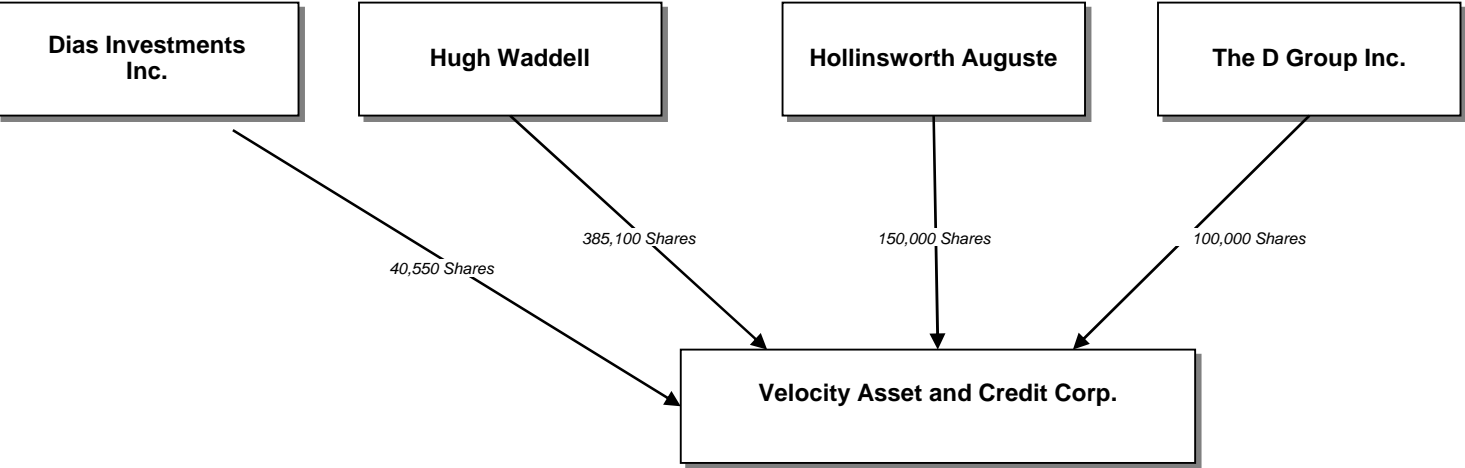 Dias Investments
Inc.
Hugh Waddell
Hollinsworth Auguste
The D Group Inc.
385,100 Shares
150,000 Shares
100,000 Shares
40,550 Shares
Velocity Asset and Credit Corp.